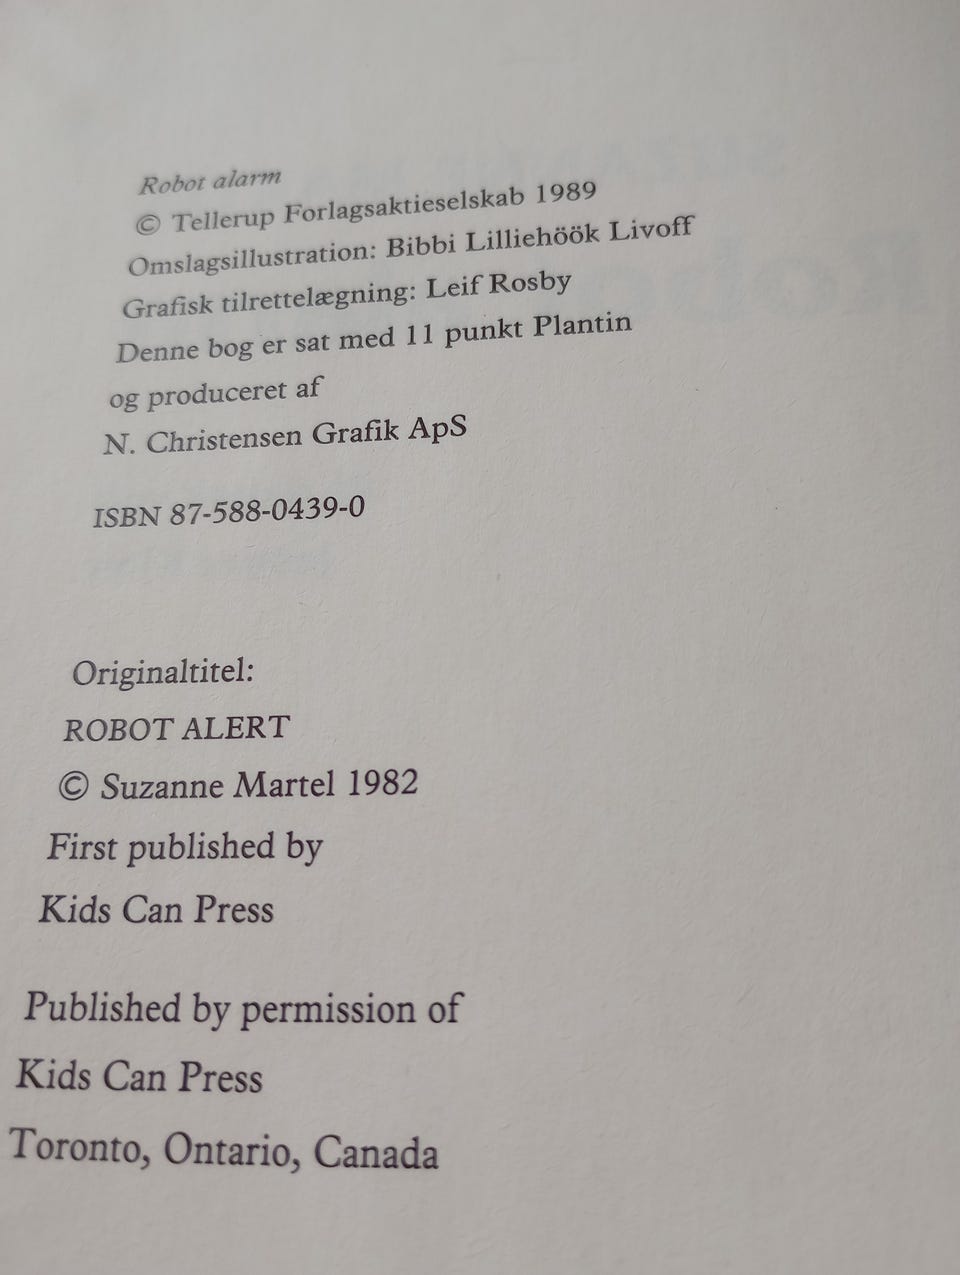 Robot alarm
© Tellerup Forlagsaktieselskab 1989
Omslagsillustration: Bibbi Lilliehöök Livoff
Grafisk tilrettelægning: Leif Rosby
Denne bog er sat med 11 punkt Plantin
og produceret af
N. Christensen Grafik ApS
ISBN 87-588-0439-0
Originaltitel:
ROBOT ALERT
© Suzanne Martel 1982
First published by
Kids Can Press
Published by permission of
Kids Can Press
Toronto, Ontario, Canada